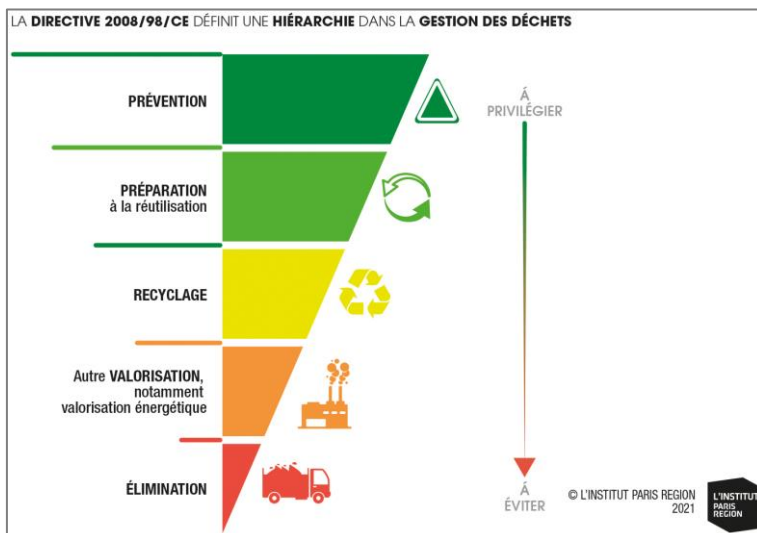 LA DIRECTIVE 2008/98/CE DÉFINIT UNE HIÉRARCHIE DANS LA GESTION DES DÉCHETS
PRÉVENTION
Á
PRIVILÉGIER
PRÉPARATION
à la réutilisation
RECYCLAGE
Autre VALORISATION,
notamment
valorisation énergétique
ÉLIMINATION
Á
ÉVITER
© L'INSTITUT PARIS REGION
2021
L'INSTITUT
PARIS
REGION